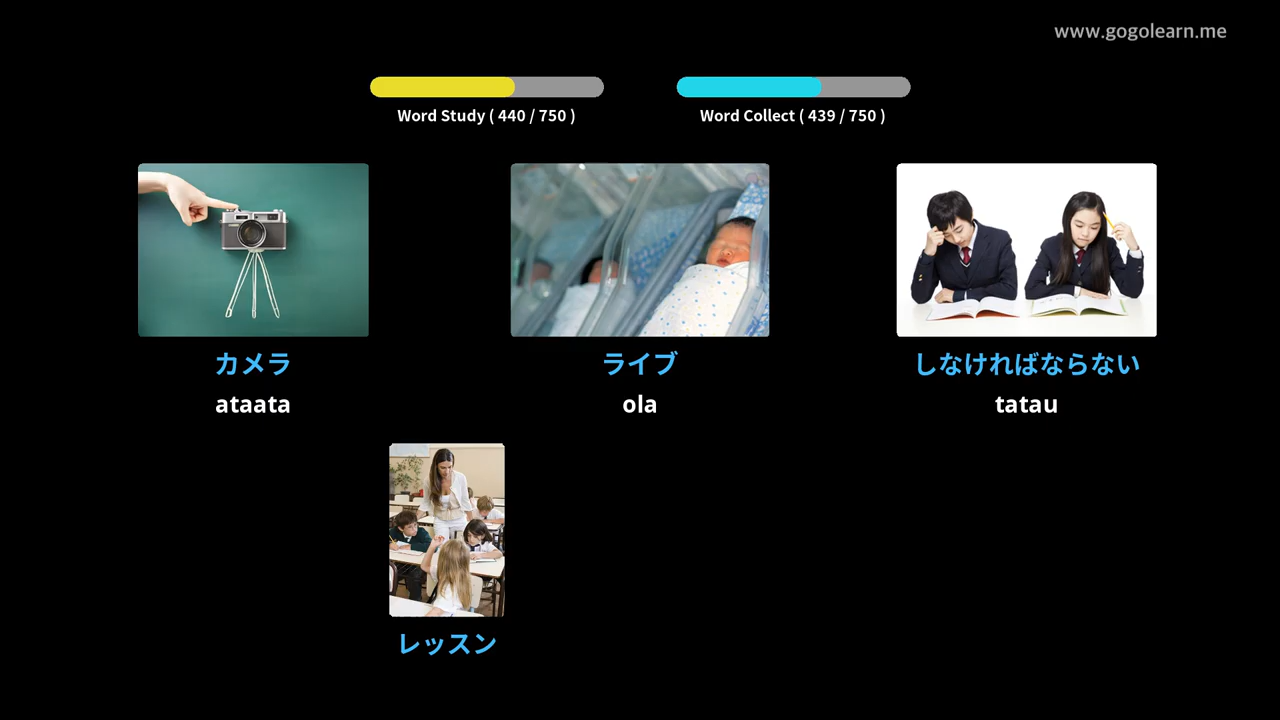 www.gogolearn.me
Word Study ( 440 / 750 )
Word Collect ( 439 / 750 )
カメラ
ataata
ライブ
ola
しなければならない
tatau
レッスン